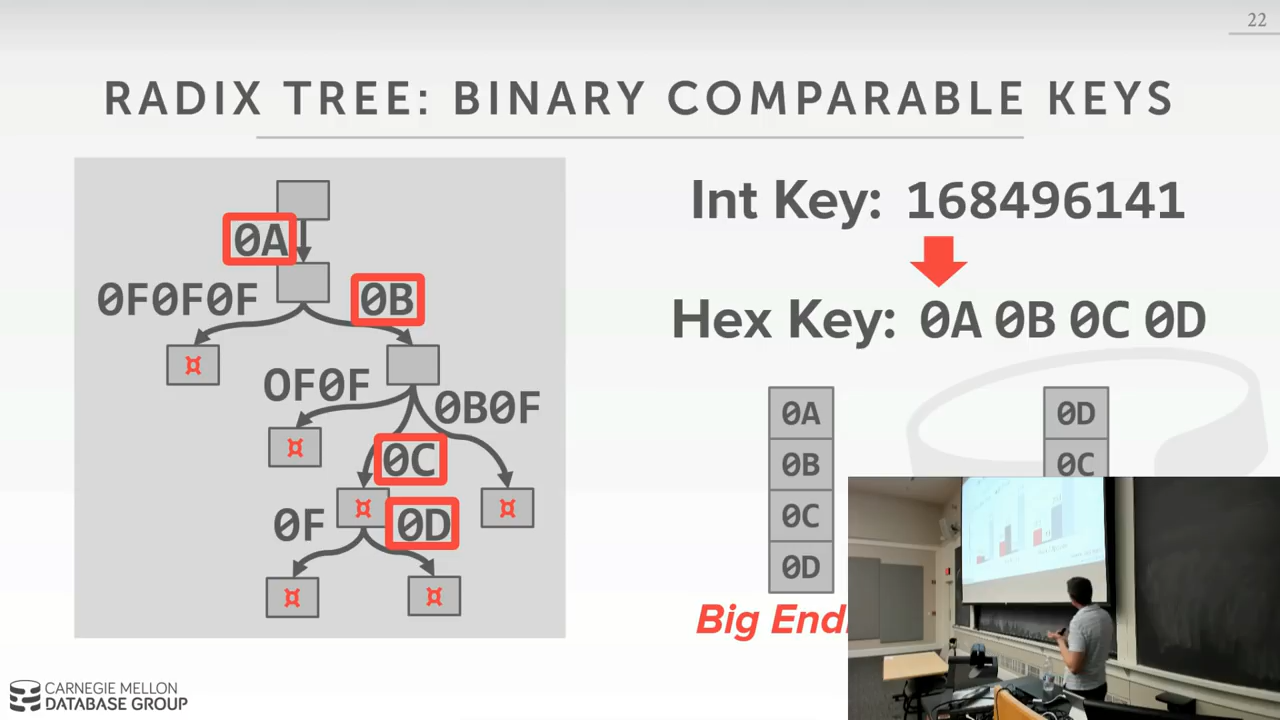 22
RADIX TREE: BINARY COMPARABLE KEYS
0A
0F0F0F
0B
0F0F
0B0F
0C
0F
0D
¤
¤
¤
¤
¤
¤
Int Key: 168496141
Hex Key: 0A 0B 0C 0D
0A
0B
0C
0D
0D
0C
Big End
CARNEGIE MELLON
DATABASE GROUP